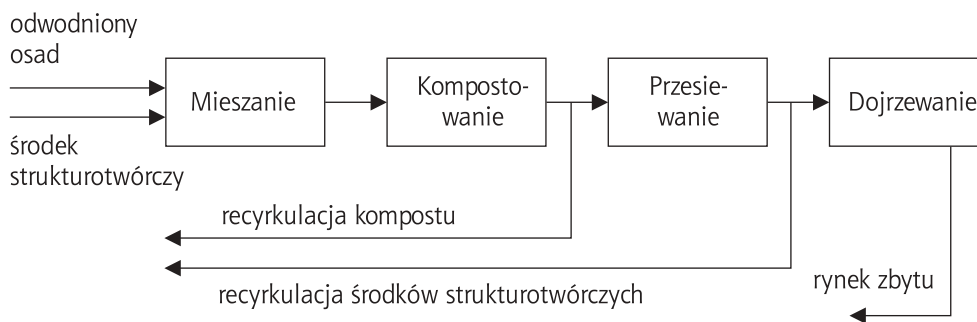 odwodniony
osad
środek
strukturotwórczy
Mieszanie
Komposto-
wanie
Przesie-
wanie
Dojrzewanie
recyrkulacja kompostu
recyrkulacja środków strukturotwórczych
rynek zbytu